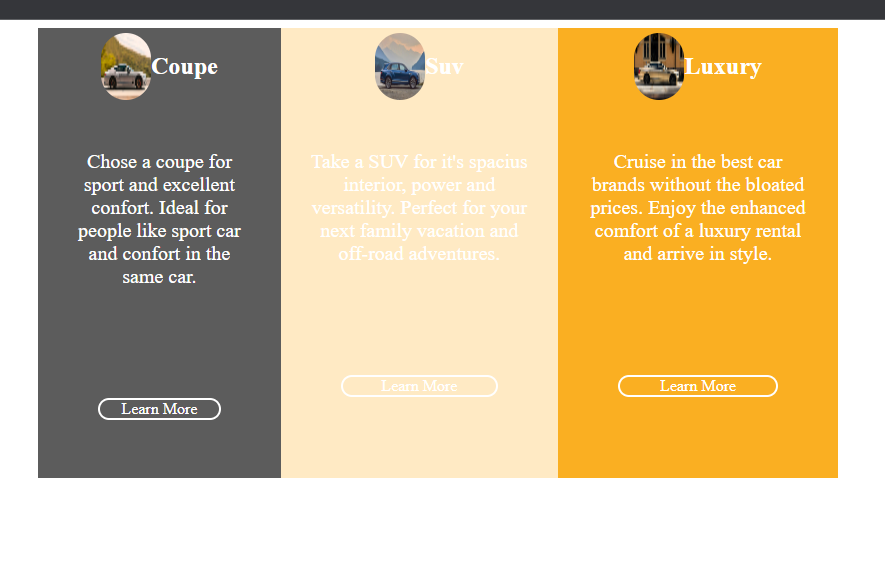 Coupe
Chose a coupe for
sport and excellent
confort. Ideal for
people like sport car
and confort in the
same car.
Learn More
Suv
Take a SUV for it's spacius
interior, power and
versatility. Perfect for your
next family vacation and
off-road adventures.
Learn More
Luxury
Cruise in the best car
brands without the bloated
prices. Enjoy the enhanced
comfort of a luxury rental
and arrive in style.
Learn More